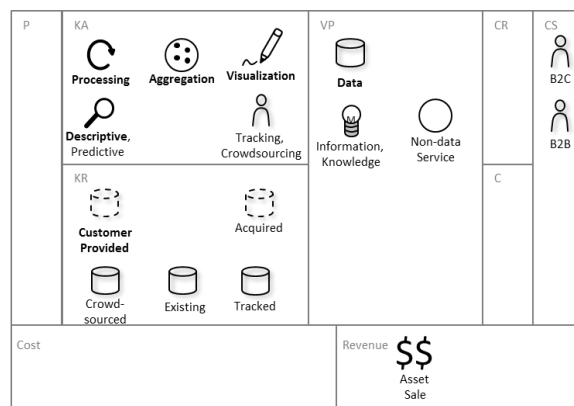 P
KA
Processing
Aggregation
Visualization
Descriptive,
Predictive
Tracking,
Crowdsourcing
VP
Data
Information,
Knowledge
Non-data
Service
CR
CS
B2C
B2B
KR
Customer
Provided
Acquired
Crowd-
sourced
Existing
Tracked
C
Cost
Revenue
$$
Asset
Sale